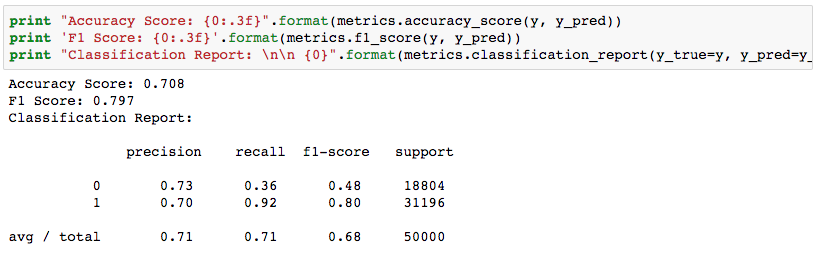 print "Accuracy Score: {0:.3f}".format(metrics.accuracy_score(y, y_pred))
print 'F1 Score: {0:.3f}'.format(metrics.f1_score(y, y_pred))
print "Classification Report: \n\n {0}".format(metrics.classification_report(y_true=y, y_pred=y_
Accuracy Score: 0.708
F1 Score: 0.797
Classification Report:
precision recall f1-score support
0 0.73 0.36 0.48 18804
1 0.70 0.92 0.80 31196
avg / total 0.71 0.71 0.68 50000